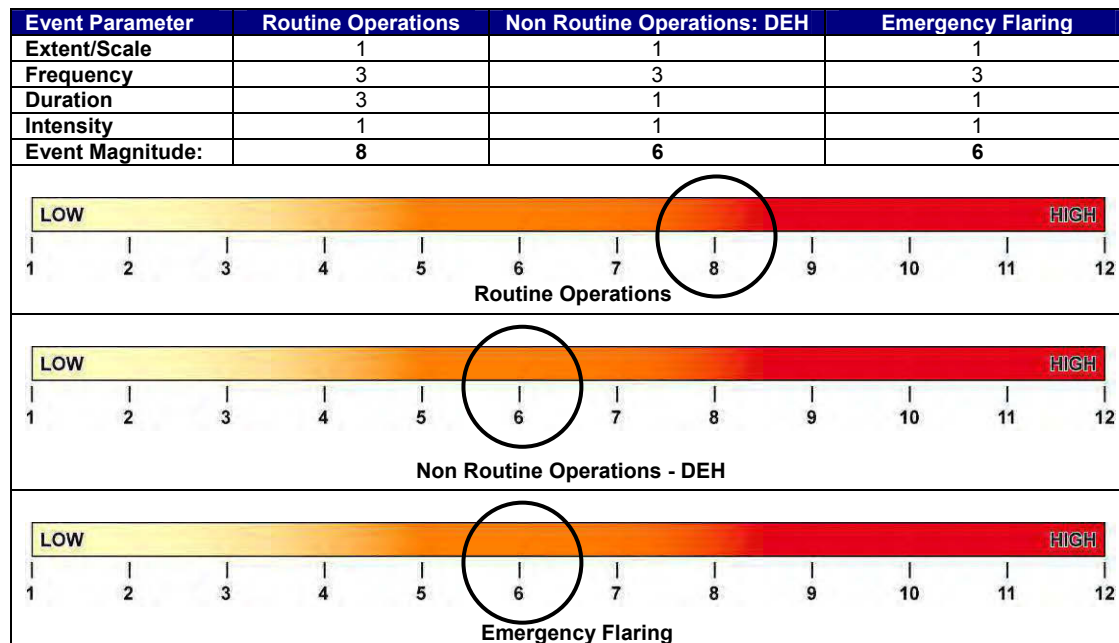 Event Parameter Routine Operations Non Routine Operations: DEH Emergency Flaring
Extent/Scale 1 1 1
Frequency 3 3 3
Duration 3 1 1
Intensity 1 1 1
Event Magnitude: 8 6 6
LOW HIGH
1 2 3 4 5 6 7 8 9 10 11 12
Routine Operations
LOW HIGH
1 2 3 4 5 6 7 8 9 10 11 12
Non Routine Operations - DEH
LOW HIGH
1 2 3 4 5 6 7 8 9 10 11 12
Emergency Flaring